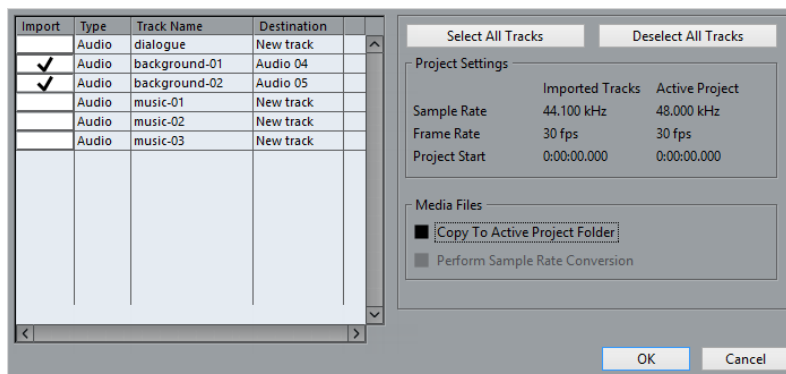 Import Type Track Name Destination
Audio dialogue New track
Audio background-01 Audio 04
Audio background-02 Audio 05
Audio music-01 New track
Audio music-02 New track
Audio music-03 New track
Select All Tracks Deselect All Tracks
Project Settings
Imported Tracks Active Project
Sample Rate 44.100 kHz 48.000 kHz
Frame Rate 30 fps 30 fps
Project Start 0:00:00.000 0:00:00.000
Media Files
Copy To Active Project Folder
Perform Sample Rate Conversion
OK Cancel